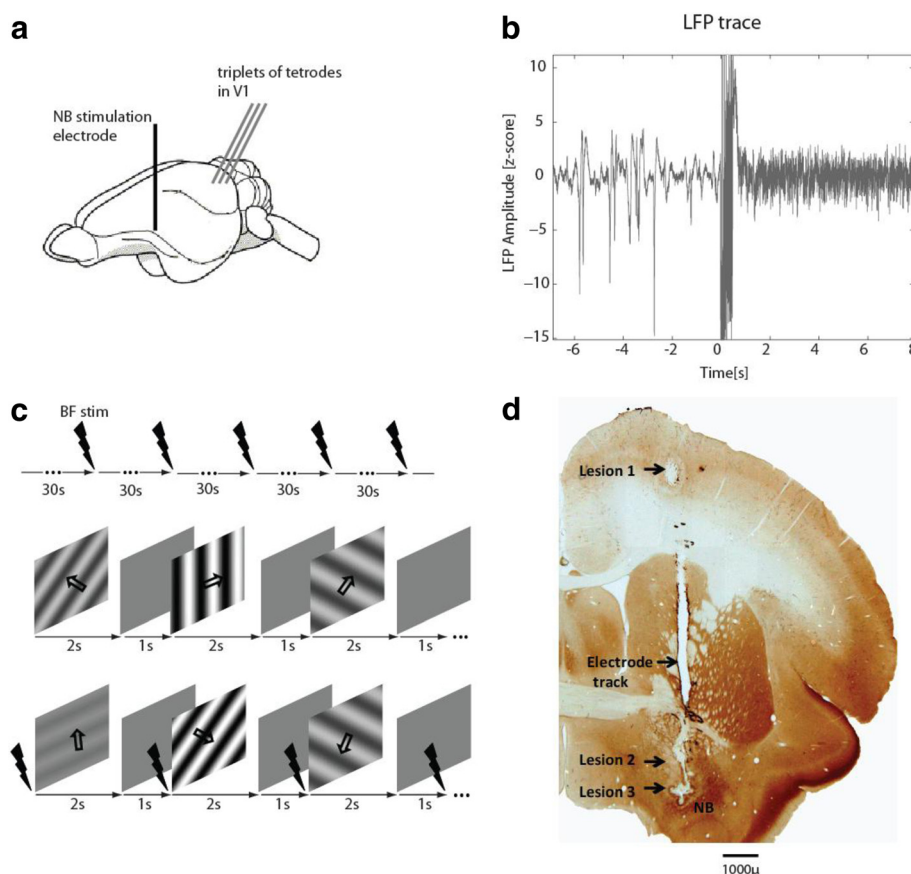 a
triplets of tetrodes
in V1
NB stimulation
electrode
b
LFP trace
LFP Amplitude [z-score]
10
5
0
−5
−10
−15
-6
-4
-2
0
2
4
6
8
Time[s]
c
BF stim
30s
30s
30s
30s
30s
2s
1s
2s
1s
2s
1s
2s
1s
2s
1s
2s
1s
d
Lesion 1
Electrode
track
Lesion 2
Lesion 3
NB
1000µ